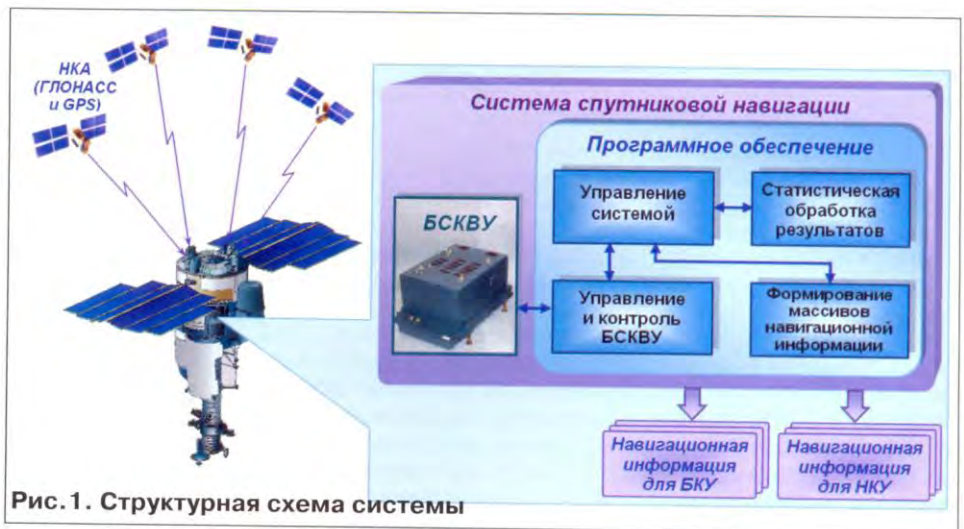 НКА
(ГЛОНАСС
и GPS)
Система спутниковой навигации
Программное обеспечение
БСКВУ
Управление
системой
Статистическая
обработка
результатов
Управление
и контроль
БСКВУ
Формирование
массивов
навигационной
информации
Навигационная
информация
для БКУ
Навигационная
информация
для НКУ
Рис.1. Структурная схема системы